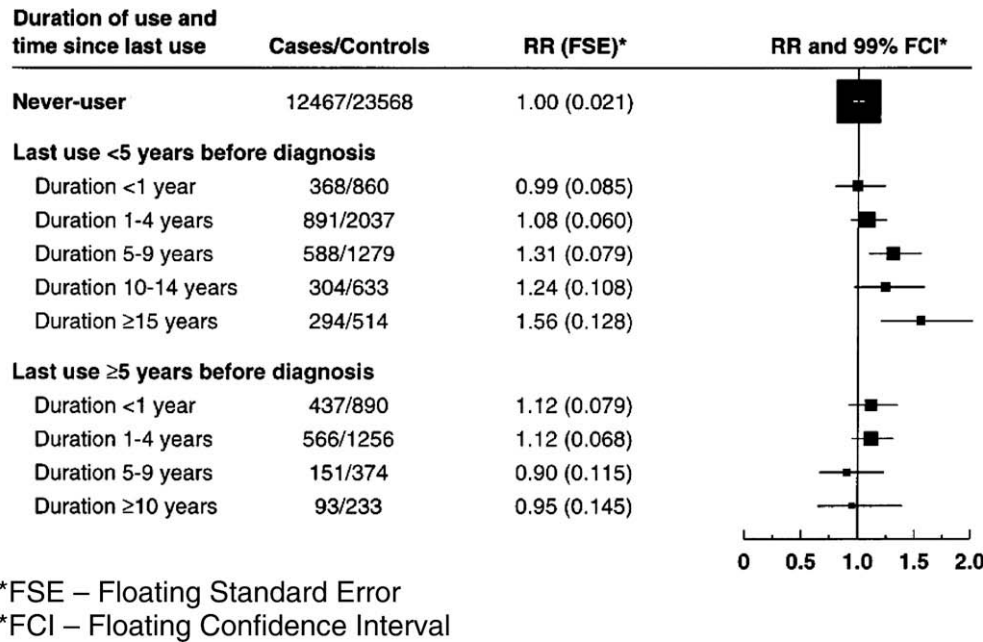 Duration of use and
time since last use Cases/Controls RR (FSE)* RR and 99% FCI*
Never-user 12467/23568 1.00 (0.021)
Last use <5 years before diagnosis
Duration <1 year 368/860 0.99 (0.085)
Duration 1-4 years 891/2037 1.08 (0.060)
Duration 5-9 years 588/1279 1.31 (0.079)
Duration 10-14 years 304/633 1.24 (0.108)
Duration ≥15 years 294/514 1.56 (0.128)
Last use ≥5 years before diagnosis
Duration <1 year 437/890 1.12 (0.079)
Duration 1-4 years 566/1256 1.12 (0.068)
Duration 5-9 years 151/374 0.90 (0.115)
Duration ≥10 years 93/233 0.95 (0.145)
0 0.5 1.0 1.5 2.0
*FSE – Floating Standard Error
*FCI – Floating Confidence Interval